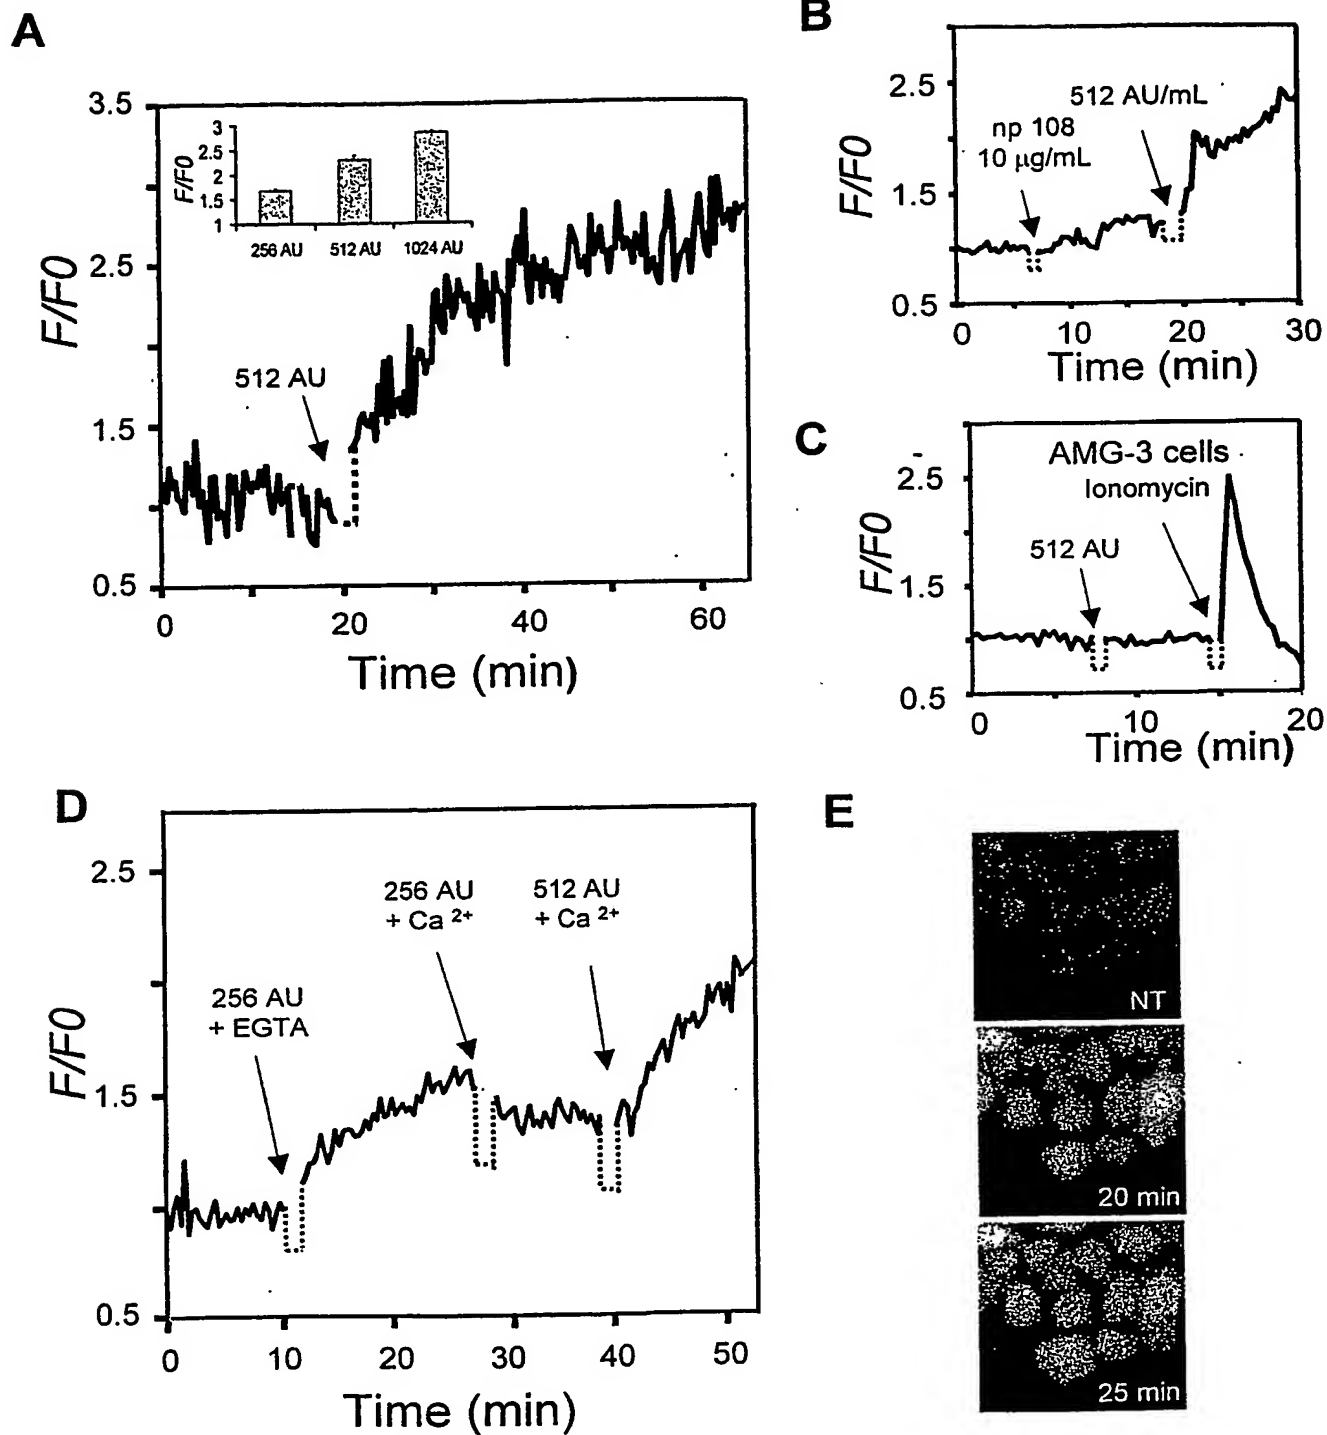 A
3.5
2.5
1.5
0.5
F/F0
3
2.5
2
1.5
1
F/F0
256 AU 512 AU 1024 AU
512 AU
0 20 40 60
Time (min)
B
2.5
1.5
0.5
F/F0
512 AU/mL
np 108
10 µg/mL
0 10 20 30
Time (min)
C
2.5
1.5
0.5
F/F0
AMG-3 cells
Ionomycin
512 AU
0 10 20
Time (min)
D
2.5
1.5
0.5
F/F0
256 AU
+ EGTA
256 AU
+ Ca 2+
512 AU
+ Ca 2+
0 10 20 30 40 50
Time (min)
E
NT
20 min
25 min